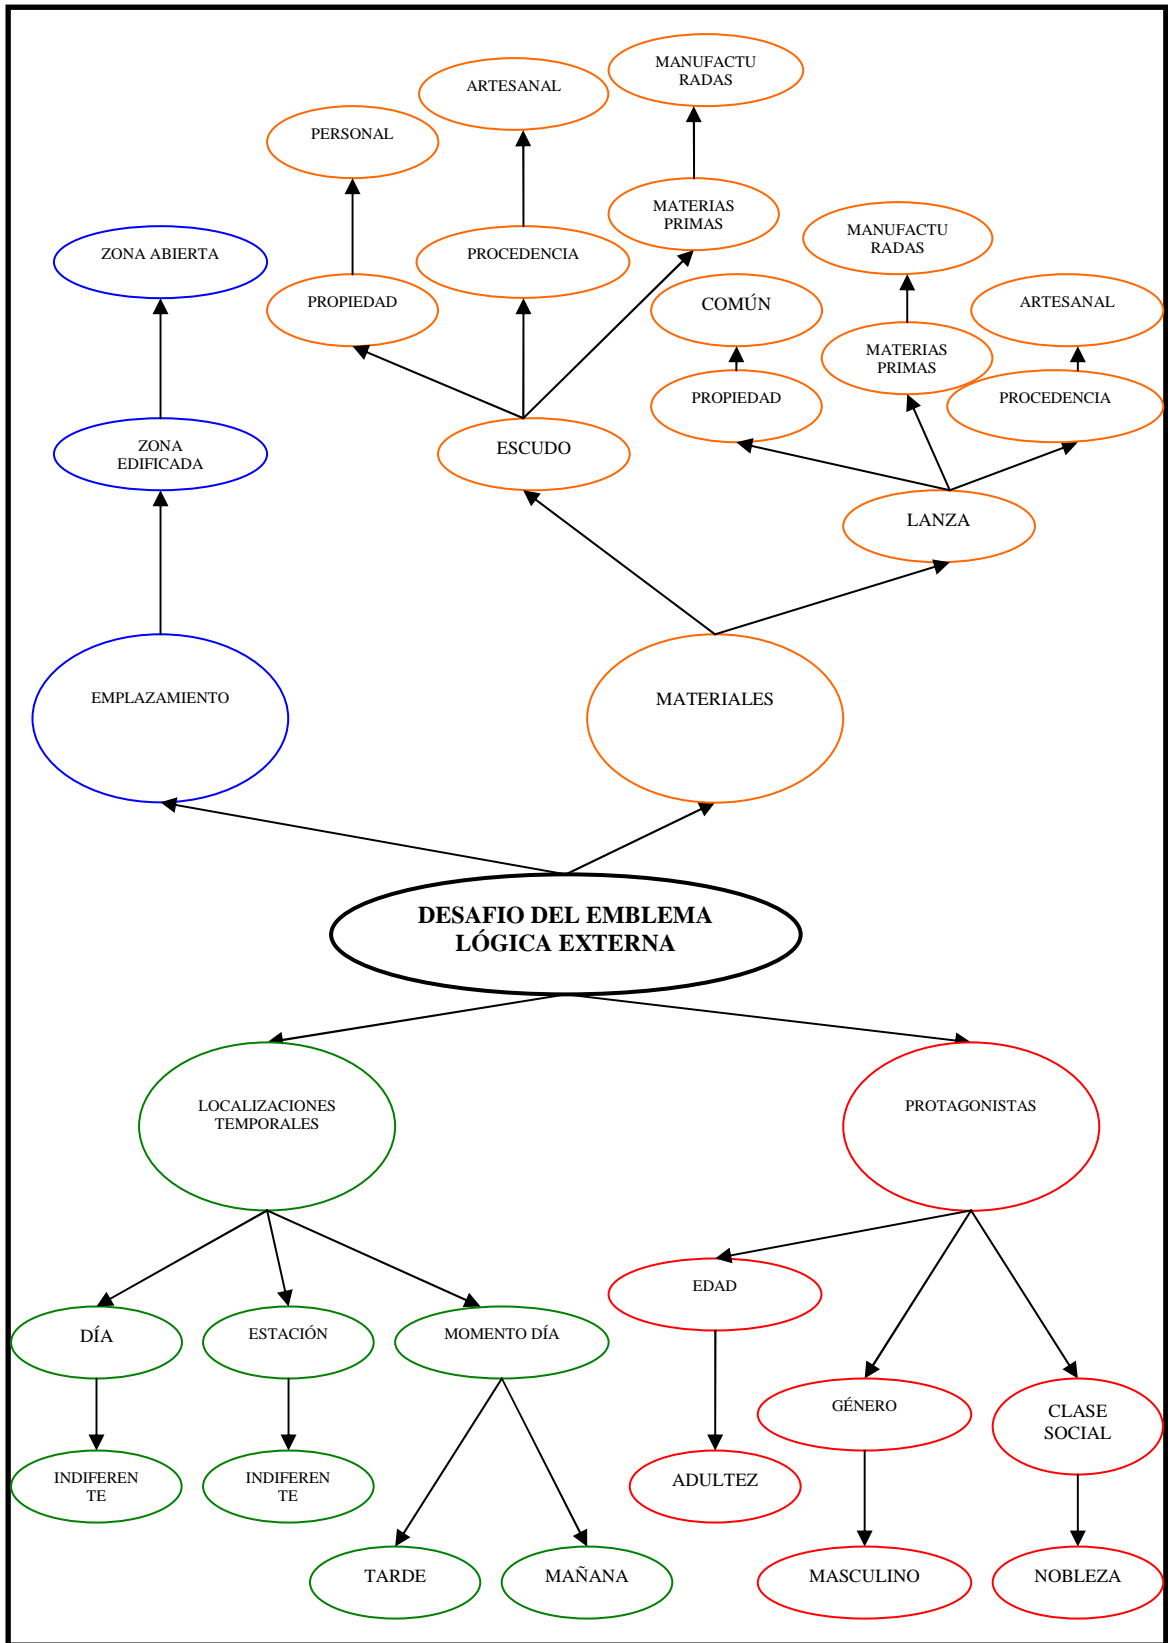 MANUFACTU
RADAS
ARTESANAL
PERSONAL
MATERIAS
PRIMAS
MANUFACTU
RADAS
ZONA ABIERTA
PROCEDENCIA
PROPIEDAD
COMÚN
ARTESANAL
MATERIAS
PRIMAS
PROPIEDAD
PROCEDENCIA
ZONA
EDIFICADA
ESCUDO
LANZA
EMPLAZAMIENTO
MATERIALES
DESAFIO DEL EMBLEMA
LÓGICA EXTERNA
LOCALIZACIONES
TEMPORALES
PROTAGONISTAS
EDAD
DÍA
ESTACIÓN
MOMENTO DÍA
GÉNERO
CLASE
SOCIAL
INDIFEREN
TE
INDIFEREN
TE
ADULTEZ
TARDE
MAÑANA
MASCULINO
NOBLEZA